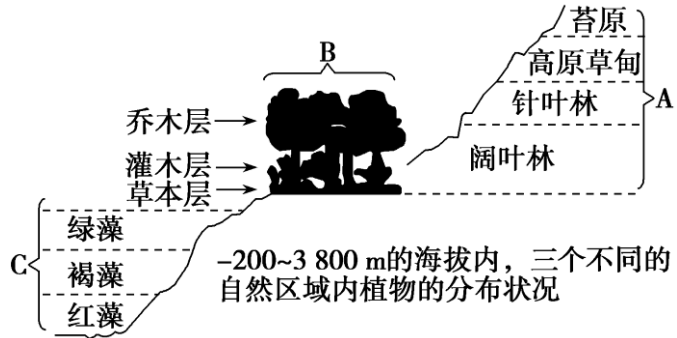 苔原
高原草甸
针叶林
阔叶林
A
B
乔木层
灌木层
草本层
绿藻
褐藻
红藻
C
-200~3 800 m的海拔内，三个不同的
自然区域内植物的分布状况